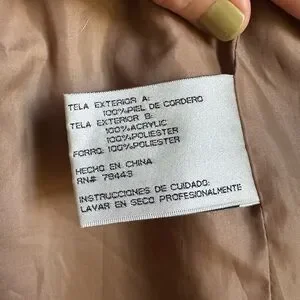 TELA EXTERIOR A:
100%PIEL DE CORDERO
TELA EXTERIOR B:
100%ACRYLIC
100%POLIESTER
FORRO: 100%POLIESTER
HECHO EN CHINA
RN# 79443
INSTRUCCIONES DE CUIDADO:
LAVAR EN SECO PROFESIONALMENTE